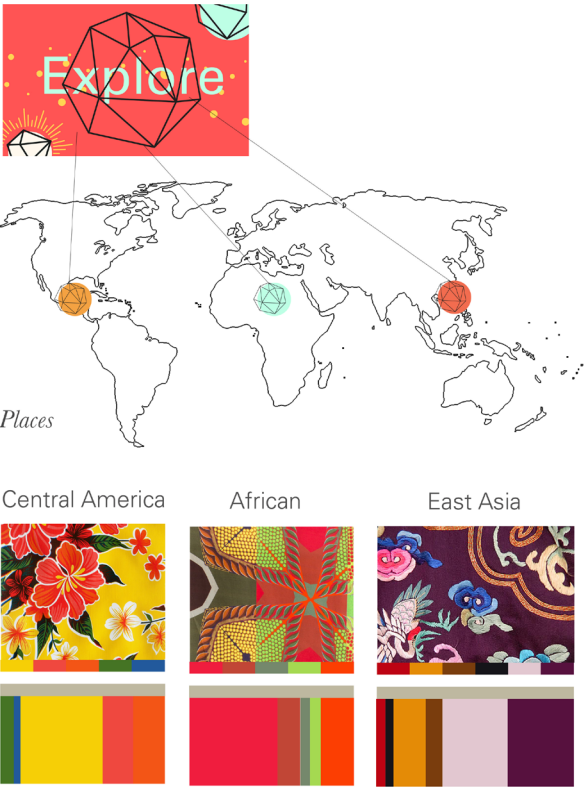 Explore
Places
Central America
African
East Asia